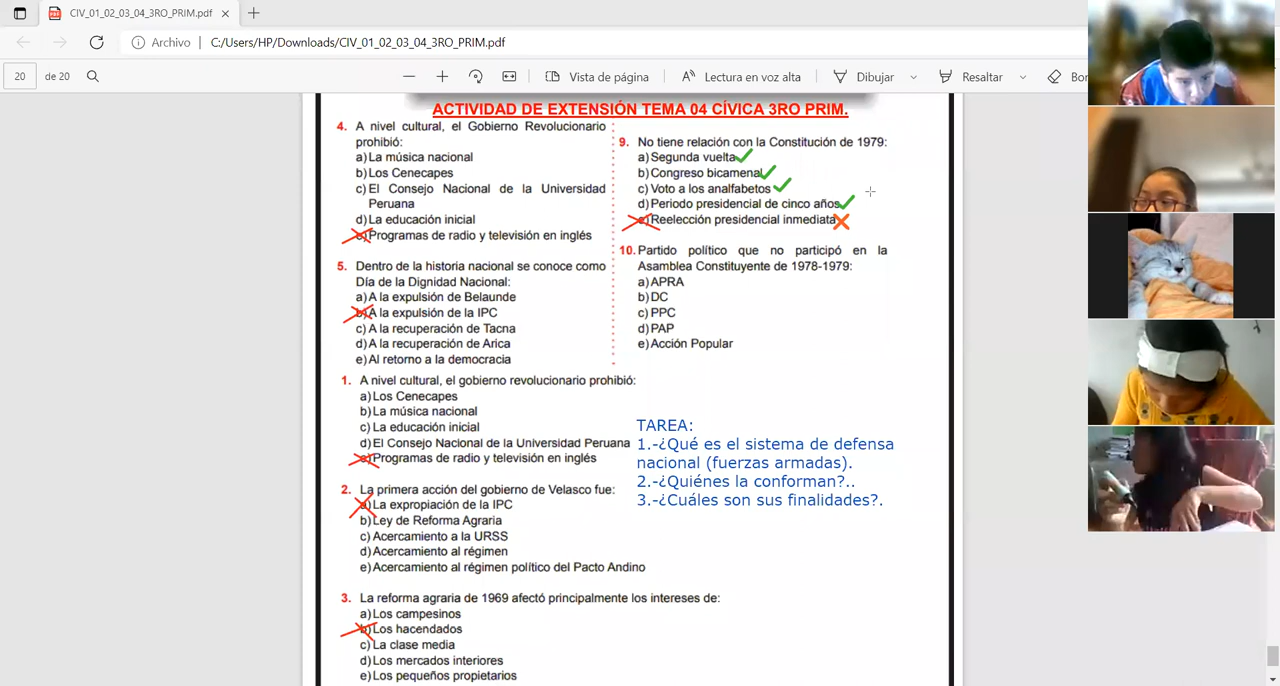 CIV_01_02_03_04_3RO_PRIM.pdf
Archivo | C:/Users/HP/Downloads/CIV_01_02_03_04_3RO_PRIM.pdf
20 de 20
Vista de página
Lectura en voz alta
Dibujar
Resaltar
ACTIVIDAD DE EXTENSIÓN TEMA 04 CÍVICA 3RO PRIM.
4. A nivel cultural, el Gobierno Revolucionario
prohibió:
a) La música nacional
b) Los Cenecapes
c) El Consejo Nacional de la Universidad
Peruana
d) La educación inicial
e) Programas de radio y televisión en inglés
5. Dentro de la historia nacional se conoce como
Día de la Dignidad Nacional:
a) A la expulsión de Belaunde
b) A la expulsión de la IPC
c) A la recuperación de Tacna
d) A la recuperación de Arica
e) Al retorno a la democracia
9. No tiene relación con la Constitución de 1979:
a) Segunda vuelta
b) Congreso bicamenal
c) Voto a los analfabetos
d) Periodo presidencial de cinco años
e) Reelección presidencial inmediata
10. Partido político que no participó en la
Asamblea Constituyente de 1978-1979:
a) APRA
b) DC
c) PPC
d) PAP
e) Acción Popular
1. A nivel cultural, el gobierno revolucionario prohibió:
a) Los Cenecapes
b) La música nacional
c) La educación inicial
d) El Consejo Nacional de la Universidad Peruana
e) Programas de radio y televisión en inglés
2. La primera acción del gobierno de Velasco fue:
a) La expropiación de la IPC
b) Ley de Reforma Agraria
c) Acercamiento a la URSS
d) Acercamiento al régimen
e) Acercamiento al régimen político del Pacto Andino
3. La reforma agraria de 1969 afectó principalmente los intereses de:
a) Los campesinos
b) Los hacendados
c) La clase media
d) Los mercados interiores
e) Los pequeños propietarios
TAREA:
1.-¿Qué es el sistema de defensa
nacional (fuerzas armadas).
2.-¿Quiénes la conforman?..
3.-¿Cuáles son sus finalidades?.